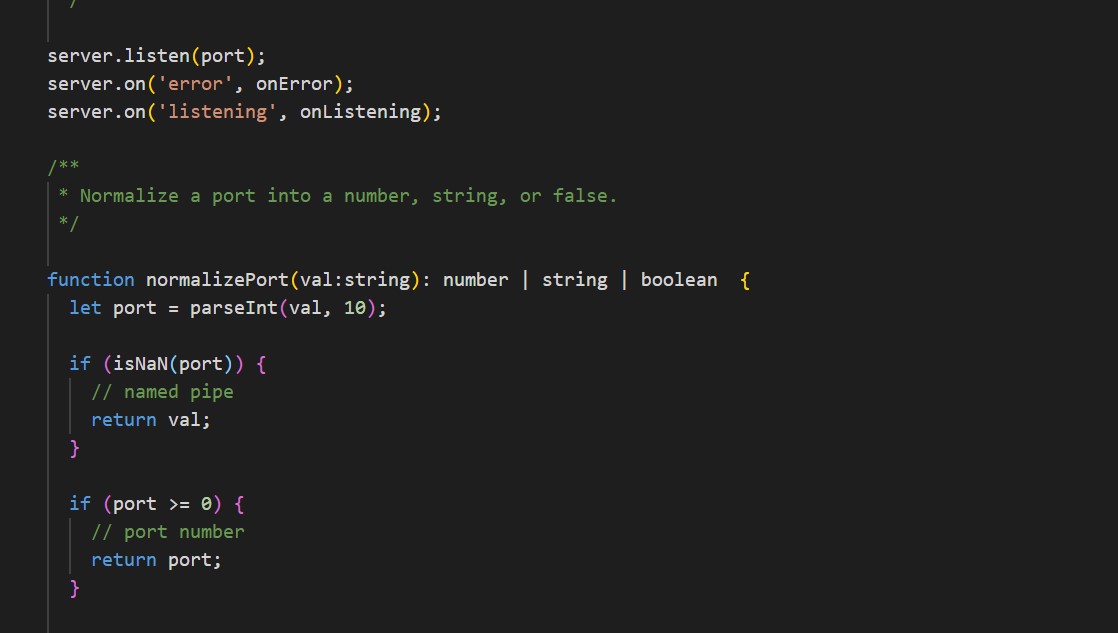 /
server.listen(port);
server.on('error', onError);
server.on('listening', onListening);
/**
* Normalize a port into a number, string, or false.
*/
function normalizePort(val:string): number | string | boolean  {
let port = parseInt(val, 10);
if (isNaN(port)) {
// named pipe
return val;
}
if (port >= 0) {
// port number
return port;
}